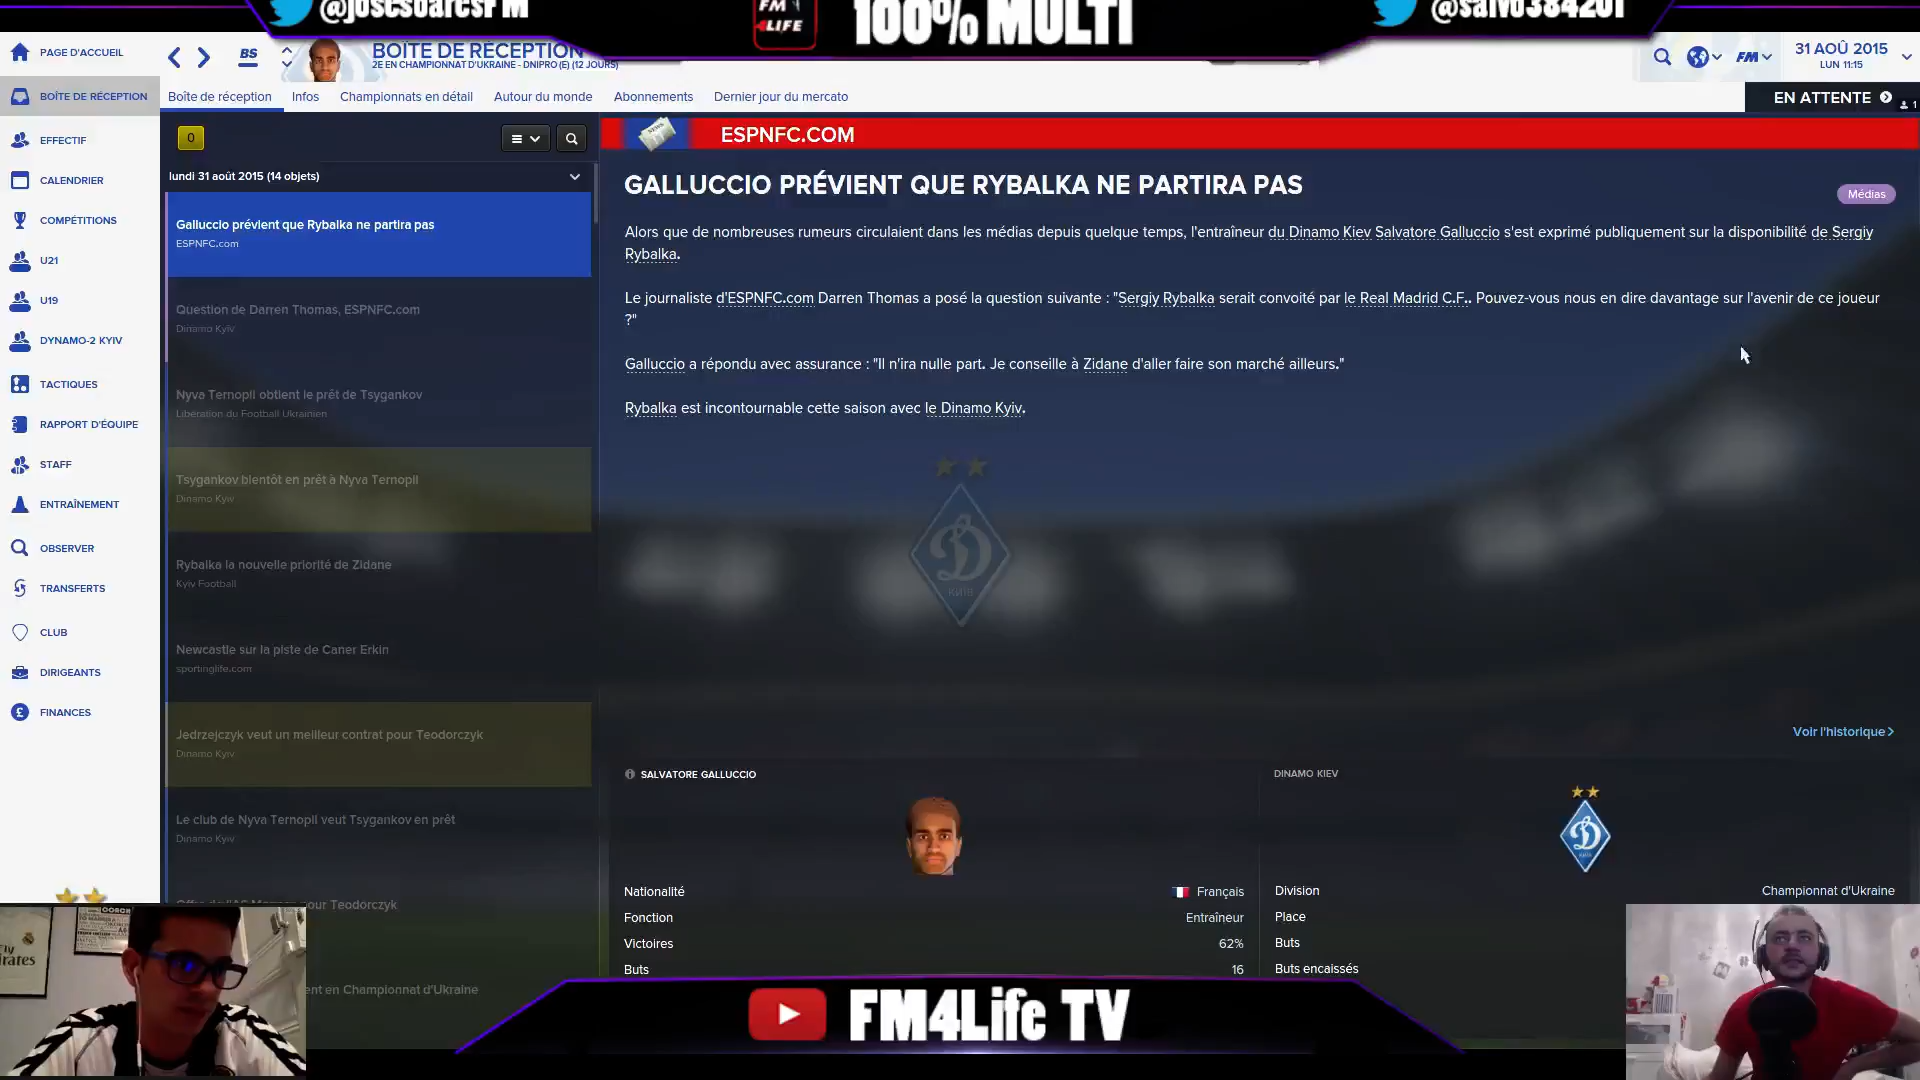 @josesoaresFM
FM
4LIFE
100% MULTI
@salvo384201
PAGE D'ACCUEIL
BS
BOÎTE DE RÉCEPTION
2E EN CHAMPIONNAT D'UKRAINE - DNIPRO (E) (12 JOURS)
FM
31 AOÛ 2015
LUN 11:15
BOÎTE DE RÉCEPTION
Boîte de réception
Infos
Championnats en détail
Autour du monde
Abonnements
Dernier jour du mercato
EN ATTENTE
1
EFFECTIF
CALENDRIER
COMPÉTITIONS
U21
U19
DYNAMO-2 KYIV
TACTIQUES
RAPPORT D'ÉQUIPE
STAFF
ENTRAÎNEMENT
OBSERVER
TRANSFERTS
CLUB
DIRIGEANTS
FINANCES
0
lundi 31 août 2015 (14 objets)
Galluccio prévient que Rybalka ne partira pas
ESPNFC.com
Question de Darren Thomas, ESPNFC.com
Dinamo Kyiv
Nyva Ternopil obtient le prêt de Tsygankov
Libération du Football Ukrainien
Tsygankov bientôt en prêt à Nyva Ternopil
Dinamo Kyiv
Rybalka la nouvelle priorité de Zidane
Kyiv Football
Newcastle sur la piste de Caner Erkin
sportinglife.com
Jedrzejczyk veut un meilleur contrat pour Teodorczyk
Dinamo Kyiv
Le club de Nyva Ternopil veut Tsygankov en prêt
Dinamo Kyiv
pour Teodorczyk
ent en Championnat d'Ukraine
ESPNFC.COM
GALLUCCIO PRÉVIENT QUE RYBALKA NE PARTIRA PAS
Médias
Alors que de nombreuses rumeurs circulaient dans les médias depuis quelque temps, l'entraîneur du Dinamo Kiev Salvatore Galluccio s'est exprimé publiquement sur la disponibilité de Sergiy
Rybalka.
Le journaliste d'ESPNFC.com Darren Thomas a posé la question suivante : "Sergiy Rybalka serait convoité par le Real Madrid C.F.. Pouvez-vous nous en dire davantage sur l'avenir de ce joueur
?"
Galluccio a répondu avec assurance : "Il n'ira nulle part. Je conseille à Zidane d'aller faire son marché ailleurs."
Rybalka est incontournable cette saison avec le Dinamo Kyiv.
Voir l'historique
SALVATORE GALLUCCIO
Nationalité
Français
Fonction
Entraîneur
Victoires
62%
Buts
16
DINAMO KIEV
Division
Championnat d'Ukraine
Place
Buts
Buts encaissés
FM4Life TV